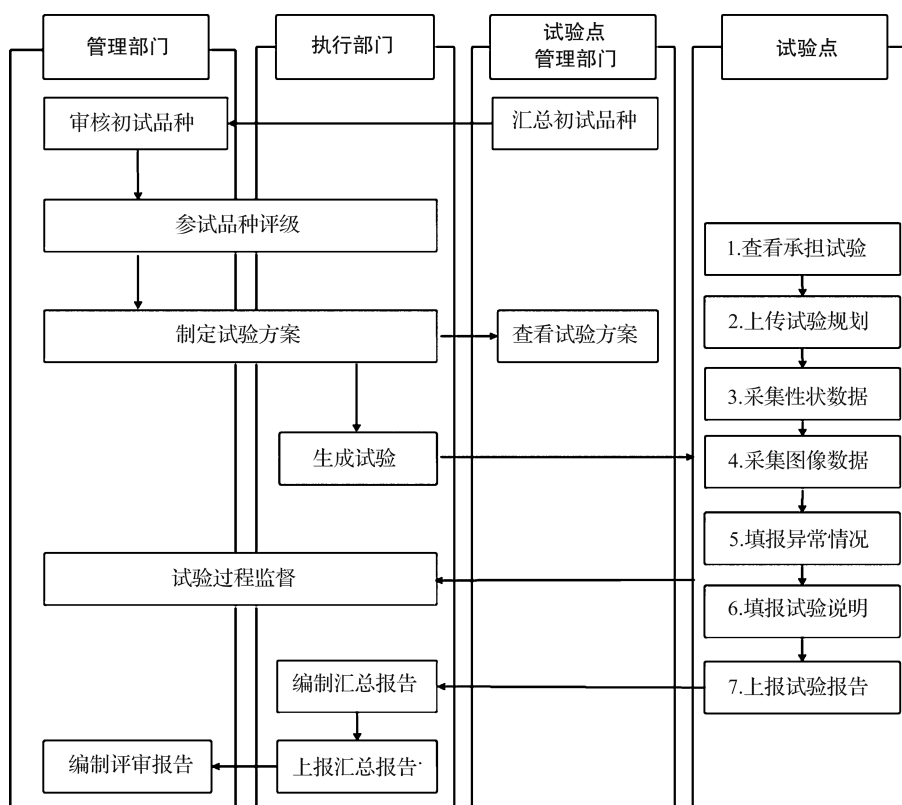 管理部门
执行部门
试验点
管理部门
试验点
审核初试品种
汇总初试品种
参试品种评级
1.查看承担试验
制定试验方案
查看试验方案
2.上传试验规划
3.采集性状数据
生成试验
4.采集图像数据
5.填报异常情况
试验过程监督
6.填报试验说明
编制汇总报告
7.上报试验报告
编制评审报告
上报汇总报告